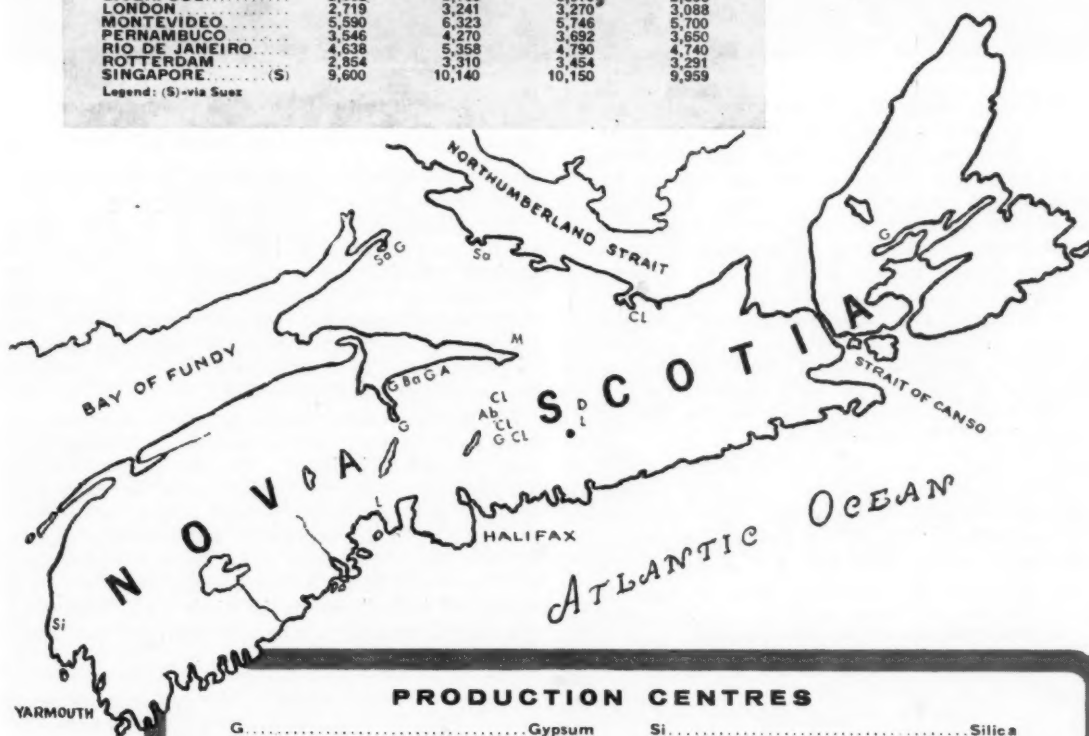 LONDON 2,719 3,241 3,270 3,088
MONTEVIDEO 5,590 6,323 5,746 5,700
PERNAMBUCO 3,546 4,270 3,692 3,650
RIO DE JANEIRO 4,638 5,358 4,790 4,740
ROTTERDAM 2,854 3,310 3,454 3,291
SINGAPORE (S) 9,600 10,140 10,150 9,959
Legend: (S)-via Suez
NORTHUMBERLAND STRAIT
G
Sa G
Sa
CL
M
BAY OF FUNDY
STRAIT OF CANSO
G Ba G A
CL
Ab
CL
G CL
D
L
G
NOVA SCOTIA
HALIFAX
ATLANTIC OCEAN
Si
YARMOUTH
PRODUCTION CENTRES
G Gypsum Si Silica